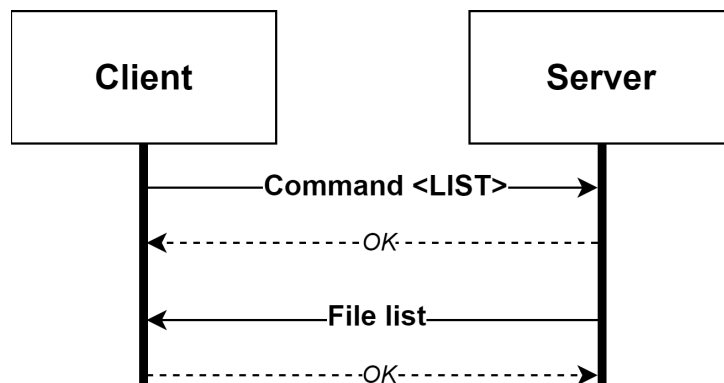 Client
Server
Command <LIST>
OK
File list
OK